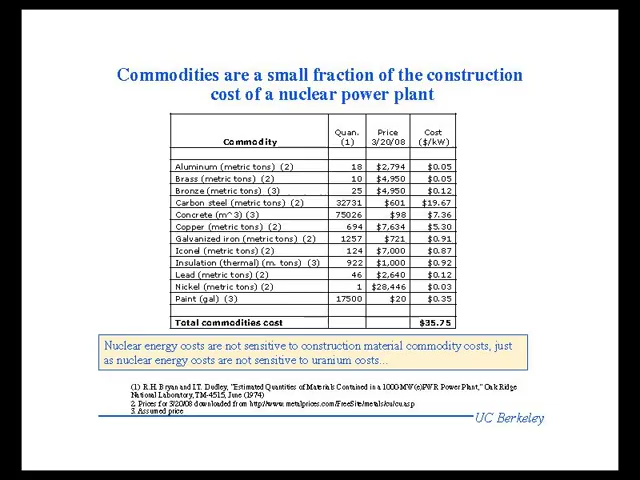 Commodities are a small fraction of the construction
cost of a nuclear power plant
Commodity Quan. (1) Price 3/20/08 Cost ($/kW)
Aluminum (metric tons) (2) 18 $2,794 $0.05
Brass (metric tons) (2) 10 $4,950 $0.05
Bronze (metric tons) (3) 25 $4,950 $0.12
Carbon steel (metric tons) (2) 32731 $601 $19.67
Concrete (m^3) (3) 75026 $98 $7.36
Copper (metric tons) (2) 694 $7,634 $5.30
Galvanized iron (metric tons) (2) 1257 $721 $0.91
Iconel (metric tons) (2) 124 $7,000 $0.87
Insulation (thermal) (m. tons) (3) 922 $1,000 $0.92
Lead (metric tons) (2) 46 $2,640 $0.12
Nickel (metric tons) (2) 1 $28,446 $0.03
Paint (gal) (3) 17500 $20 $0.35
Total commodities cost $35.75
Nuclear energy costs are not sensitive to construction material commodity costs, just
as nuclear energy costs are not sensitive to uranium costs...
(1) R.H. Bryan and I.T. Dudley, "Estimated Quantities of Materials Contained in a 1000-MW(e) PWR Power Plant," Oak Ridge
National Laboratory, TM-4515, June (1974)
2. Prices for 3/20/08 downloaded from http://www.metalprices.com/FreeSite/metals/cu/cu.asp
3. Assumed price
UC Berkeley